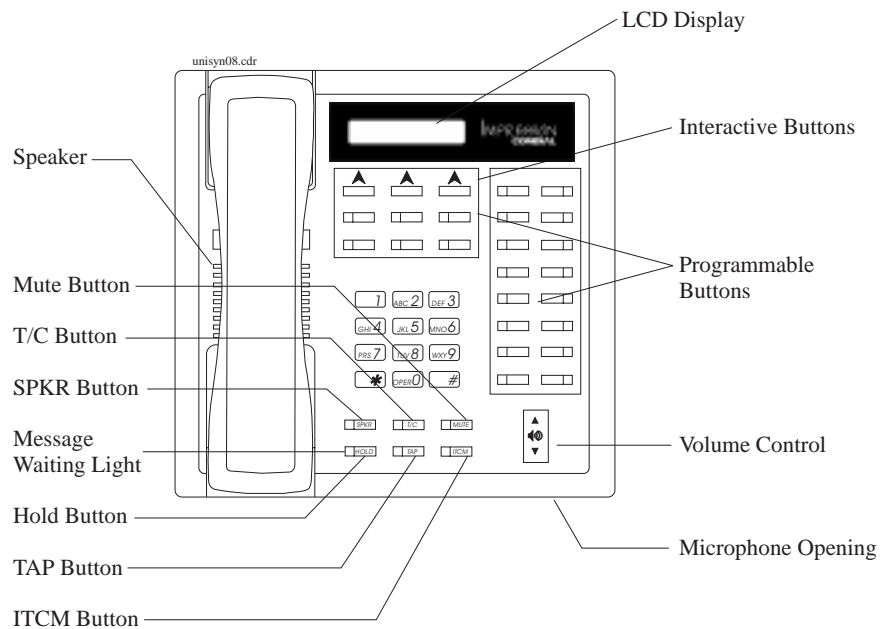 LCD Display
unisyn08.cdr
IMPRESSION
COMDIAL
Interactive Buttons
Speaker
Programmable
Buttons
Mute Button
1 ABC 2 DEF 3
T/C Button
GHI 4 JKL 5 MNO 6
PRS 7 TUV 8 WXY 9
SPKR Button
* OPER 0 #
SPKR T/C MUTE
Message
Waiting Light
HOLD TAP ITCM
Volume Control
Hold Button
Microphone Opening
TAP Button
ITCM Button